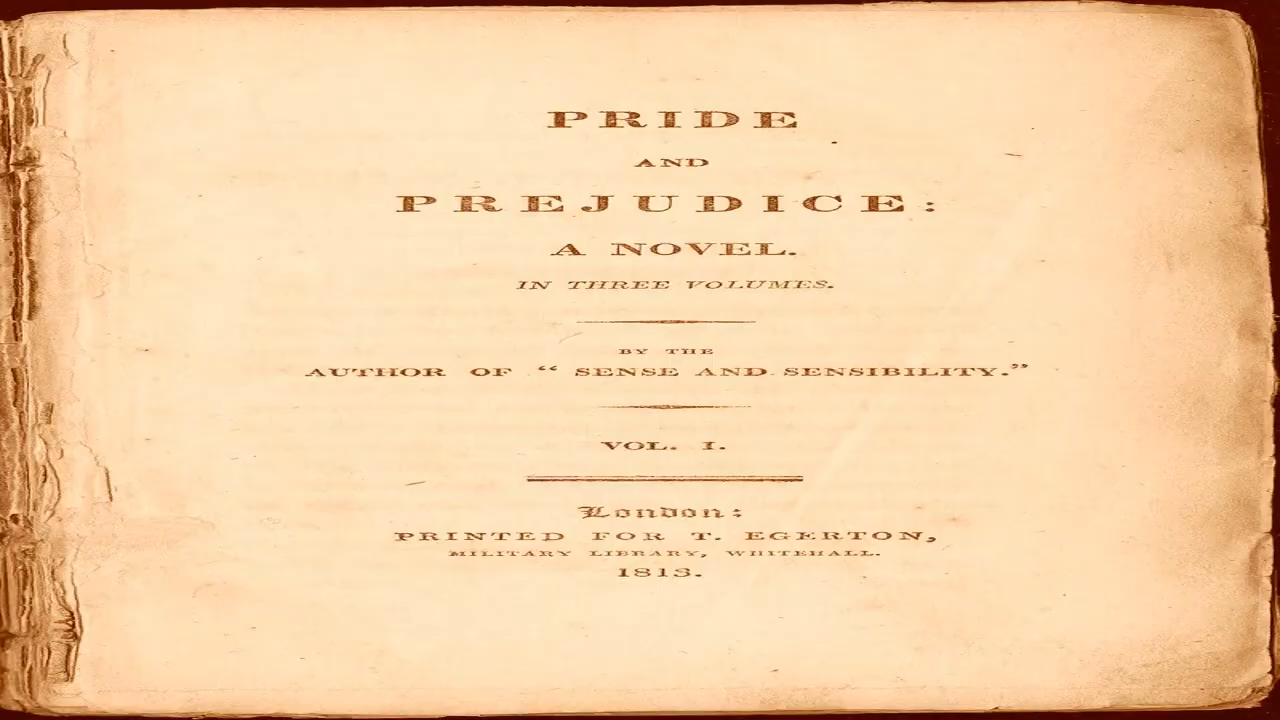 PRIDE
AND
PREJUDICE:
A NOVEL.
IN THREE VOLUMES.
BY THE
AUTHOR OF “ SENSE AND SENSIBILITY.”
VOL. I.
London:
PRINTED FOR T. EGERTON,
MILITARY LIBRARY, WHITEHALL.
1813.